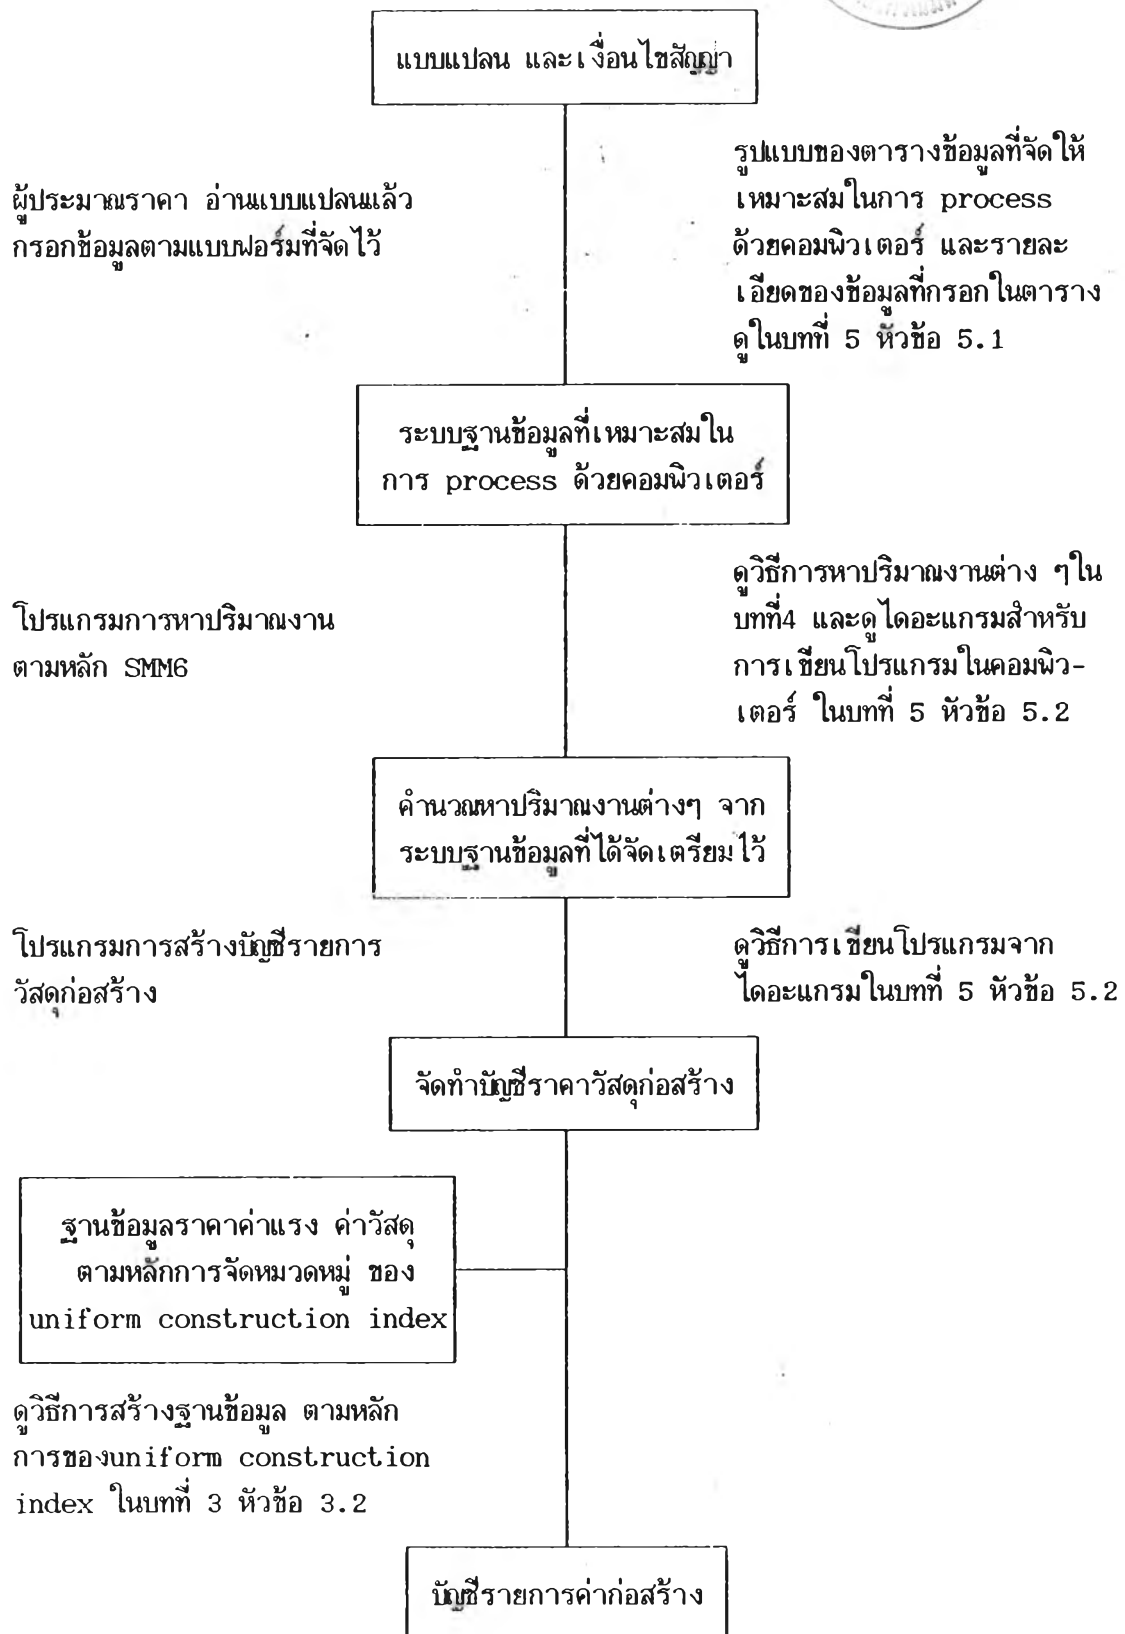 แบบแปลน และเงื่อนไขสัญญา
ผู้ประมาณราคา อ่านแบบแปลนแล้ว
กรอกข้อมูลตามแบบฟอร์มที่จัดไว้
รูปแบบของตารางข้อมูลที่จัดให้
เหมาะสมในการ process
ด้วยคอมพิวเตอร์ และรายละ
เอียดของข้อมูลที่กรอกในตาราง
ดูในบทที่ 5 หัวข้อ 5.1
ระบบฐานข้อมูลที่เหมาะสมใน
การ process ด้วยคอมพิวเตอร์
โปรแกรมการหาปริมาณงาน
ตามหลัก SMM6
ดูวิธีการหาปริมาณงานต่าง ๆใน
บทที่4 และดูไดอะแกรมสำหรับ
การเขียนโปรแกรมในคอมพิว-
เตอร์ ในบทที่ 5 หัวข้อ 5.2
คำนวณหาปริมาณงานต่างๆ จาก
ระบบฐานข้อมูลที่ได้จัดเตรียมไว้
โปรแกรมการสร้างบัญชีรายการ
วัสดุก่อสร้าง
ดูวิธีการเขียนโปรแกรมจาก
ไดอะแกรมในบทที่ 5 หัวข้อ 5.2
จัดทำบัญชีราคาวัสดุก่อสร้าง
ฐานข้อมูลราคาค่าแรง ค่าวัสดุ
ตามหลักการจัดหมวดหมู่ ของ
uniform construction index
ดูวิธีการสร้างฐานข้อมูล ตามหลัก
การของuniform construction
index ในบทที่ 3 หัวข้อ 3.2
บัญชีรายการค่าก่อสร้าง